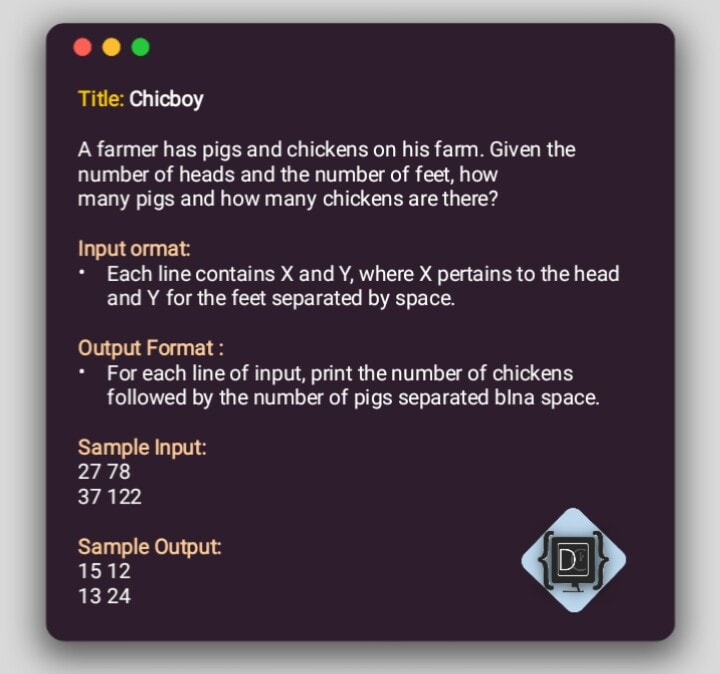 Title: Chicboy
A farmer has pigs and chickens on his farm. Given the
number of heads and the number of feet, how
many pigs and how many chickens are there?
Input ormat:
• Each line contains X and Y, where X pertains to the head
and Y for the feet separated by space.
Output Format :
• For each line of input, print the number of chickens
followed by the number of pigs separated blna space.
Sample Input:
27 78
37 122
Sample Output:
15 12
13 24